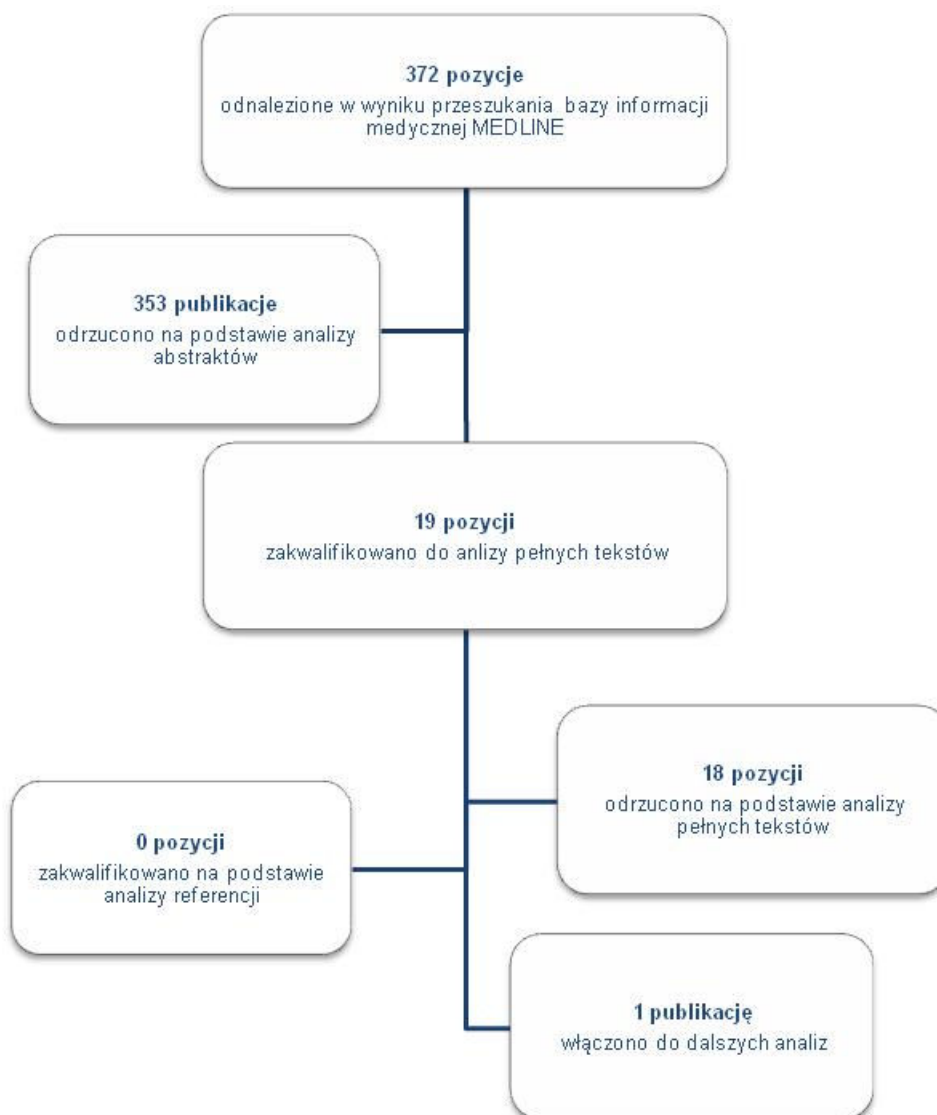 372 pozycje
odnalezione w wyniku przeszukania bazy informacji
medycznej MEDLINE
353 publikacje
odrzucono na podstawie analizy
abstraktów
19 pozycji
zakwalifikowano do anlizy pełnych tekstów
18 pozycji
odrzucono na podstawie analizy
pełnych tekstów
0 pozycji
zakwalifikowano na podstawie
analizy referencji
1 publikację
włączono do dalszych analiz